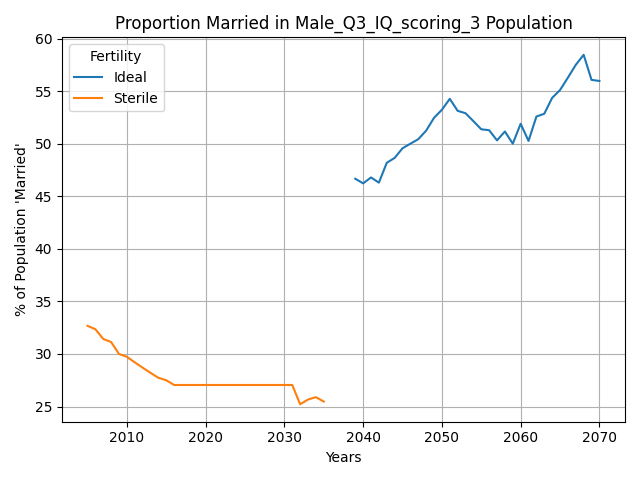 Proportion Married in Male_Q3_IQ_scoring_3 Population
% of Population 'Married'
60
55
50
45
40
35
30
25
Fertility
Ideal
Sterile
2010 2020 2030 2040 2050 2060 2070
Years